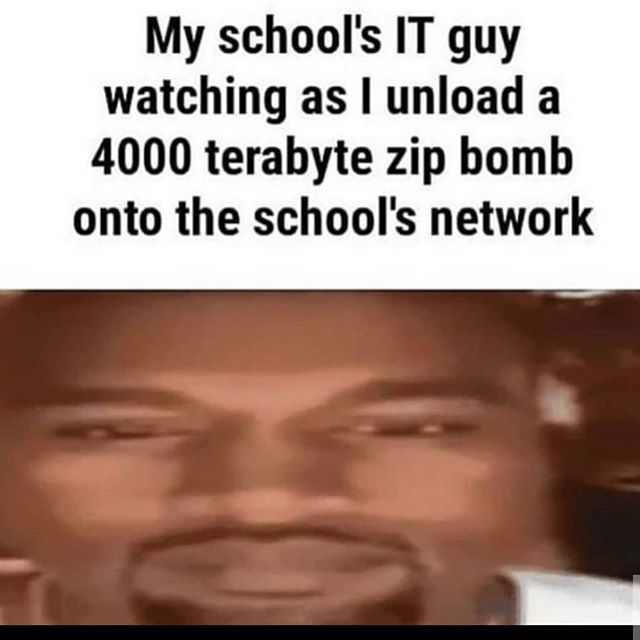 My school's IT guy
watching as I unload a
4000 terabyte zip bomb
onto the school's network